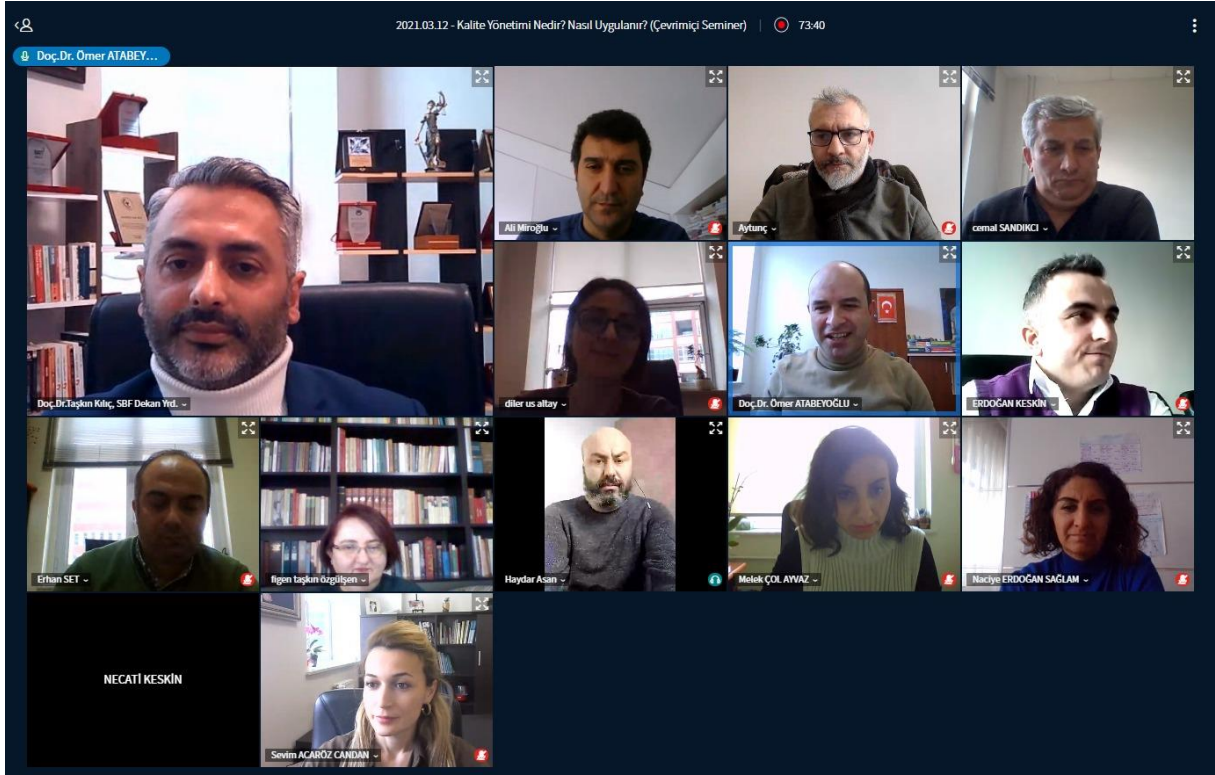 2021.03.12 - Kalite Yönetimi Nedir? Nasıl Uygulanır? (Çevrimiçi Seminer)
73:40
Doç.Dr. Ömer ATABEY...
Doç.Dr.Taşkın Kılıç, SBF Dekan Yrd.
Ali Miroğlu
Aytunç
cemal SANDIKCI
diler us altay
Doç.Dr. Ömer ATABEYOĞLU
ERDOĞAN KESKİN
Erhan SET
figen taşkın özgülşen
Haydar Asan
Melek ÇOL AYVAZ
Naciye ERDOĞAN SAĞLAM
NECATİ KESKİN
Sevim ACARÖZ CANDAN